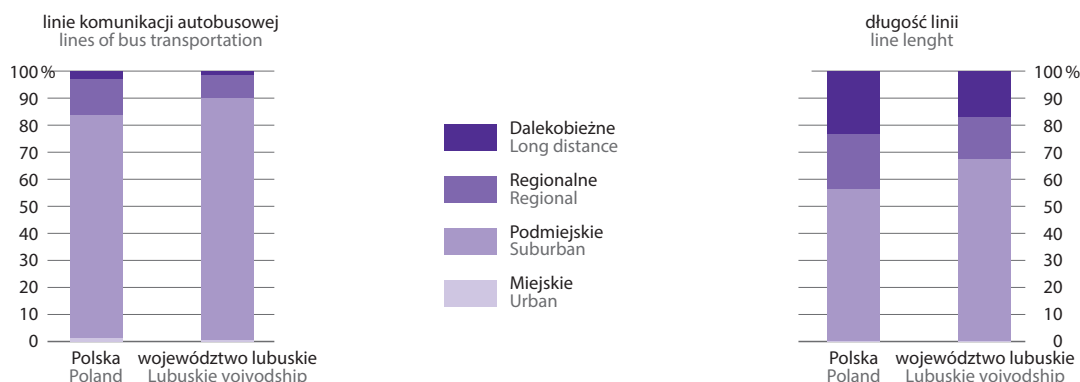 linie komunikacji autobusowej
lines of bus transportation
100 %
90
80
70
60
50
40
30
20
10
0
Polska
Poland
województwo lubuskie
Lubuskie voivodship
Dalekobieżne
Long distance
Regionalne
Regional
Podmiejskie
Suburban
Miejskie
Urban
długość linii
line lenght
100 %
90
80
70
60
50
40
30
20
10
0
Polska
Poland
województwo lubuskie
Lubuskie voivodship